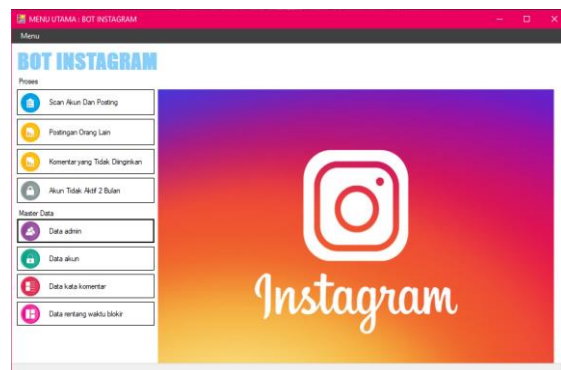 MENU UTAMA : BOT INSTAGRAM
Menu
BOT INSTAGRAM
Proses
Scan Akun Dan Posting
Postingan Orang Lain
Komentar yang Tidak Diinginkan
Akun Tidak Aktif 2 Bulan
Master Data
Data admin
Data akun
Data kata komentar
Data rentang waktu blokir
Instagram